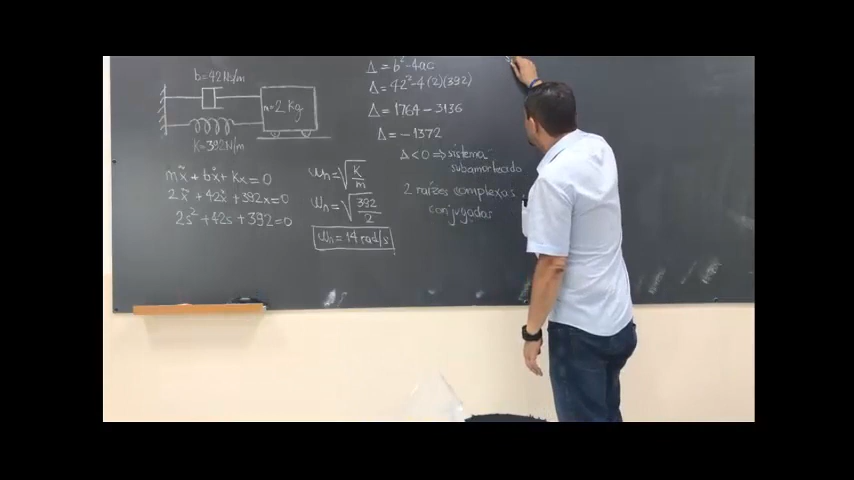 b=42Ns/m
m=2 Kg
K=392N/m
mẍ + bẋ + Kx = 0
2ẍ + 42ẋ + 392x = 0
2s² + 42s + 392 = 0
ωn = √(K/m)
ωn = √(392/2)
ωn = 14 rad/s
Δ = b² - 4ac
Δ = 42² - 4(2)(392)
Δ = 1764 - 3136
Δ = -1372
Δ < 0 ⇒ sistema
subamortecido
2 raízes complexas
conjugadas